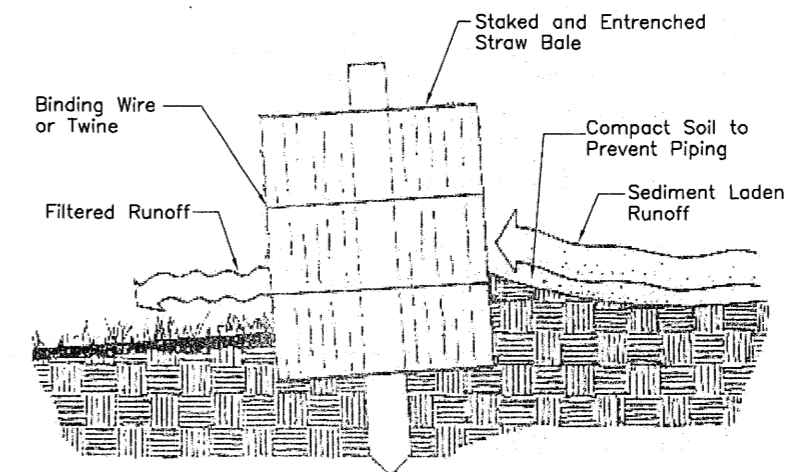 Staked and Entrenched
Straw Bale
Binding Wire
or Twine
Compact Soil to
Prevent Piping
Filtered Runoff
Sediment Laden
Runoff